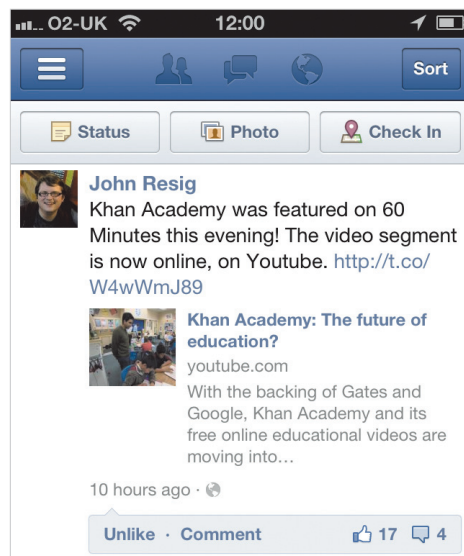 O2-UK 12:00
Sort
Status Photo Check In
John Resig
Khan Academy was featured on 60
Minutes this evening! The video segment
is now online, on Youtube. http://t.co/
W4wWmJ89
Khan Academy: The future of
education?
youtube.com
With the backing of Gates and
Google, Khan Academy and its
free online educational videos are
moving into…
10 hours ago ·
Unlike · Comment 17 4